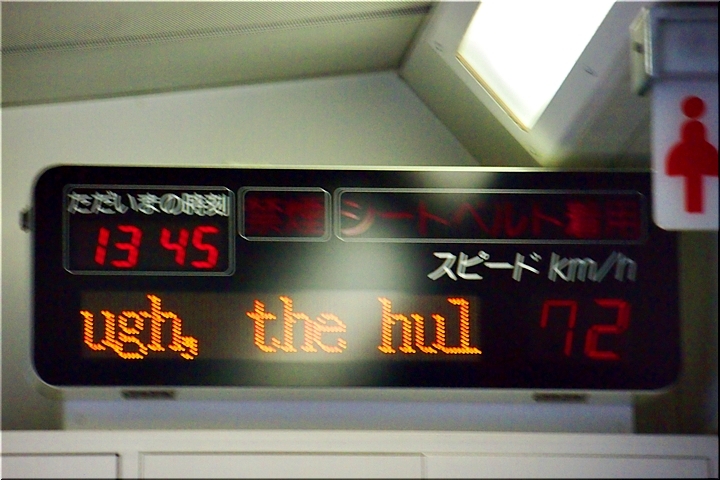 ただいまの時刻
禁煙
シートベルト着用
13 45
スピード km/h
ugh, the hul
72